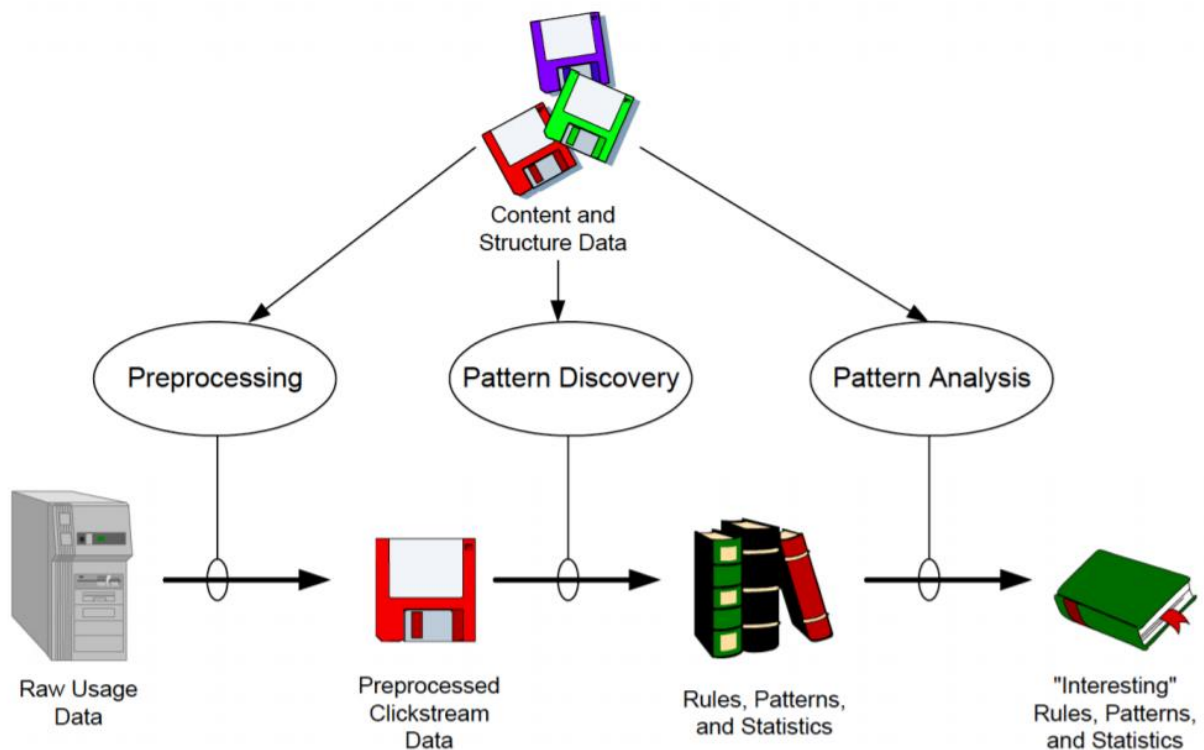 Content and
Structure Data
Preprocessing
Pattern Discovery
Pattern Analysis
Raw Usage
Data
Preprocessed
Clickstream
Data
Rules, Patterns,
and Statistics
"Interesting"
Rules, Patterns,
and Statistics